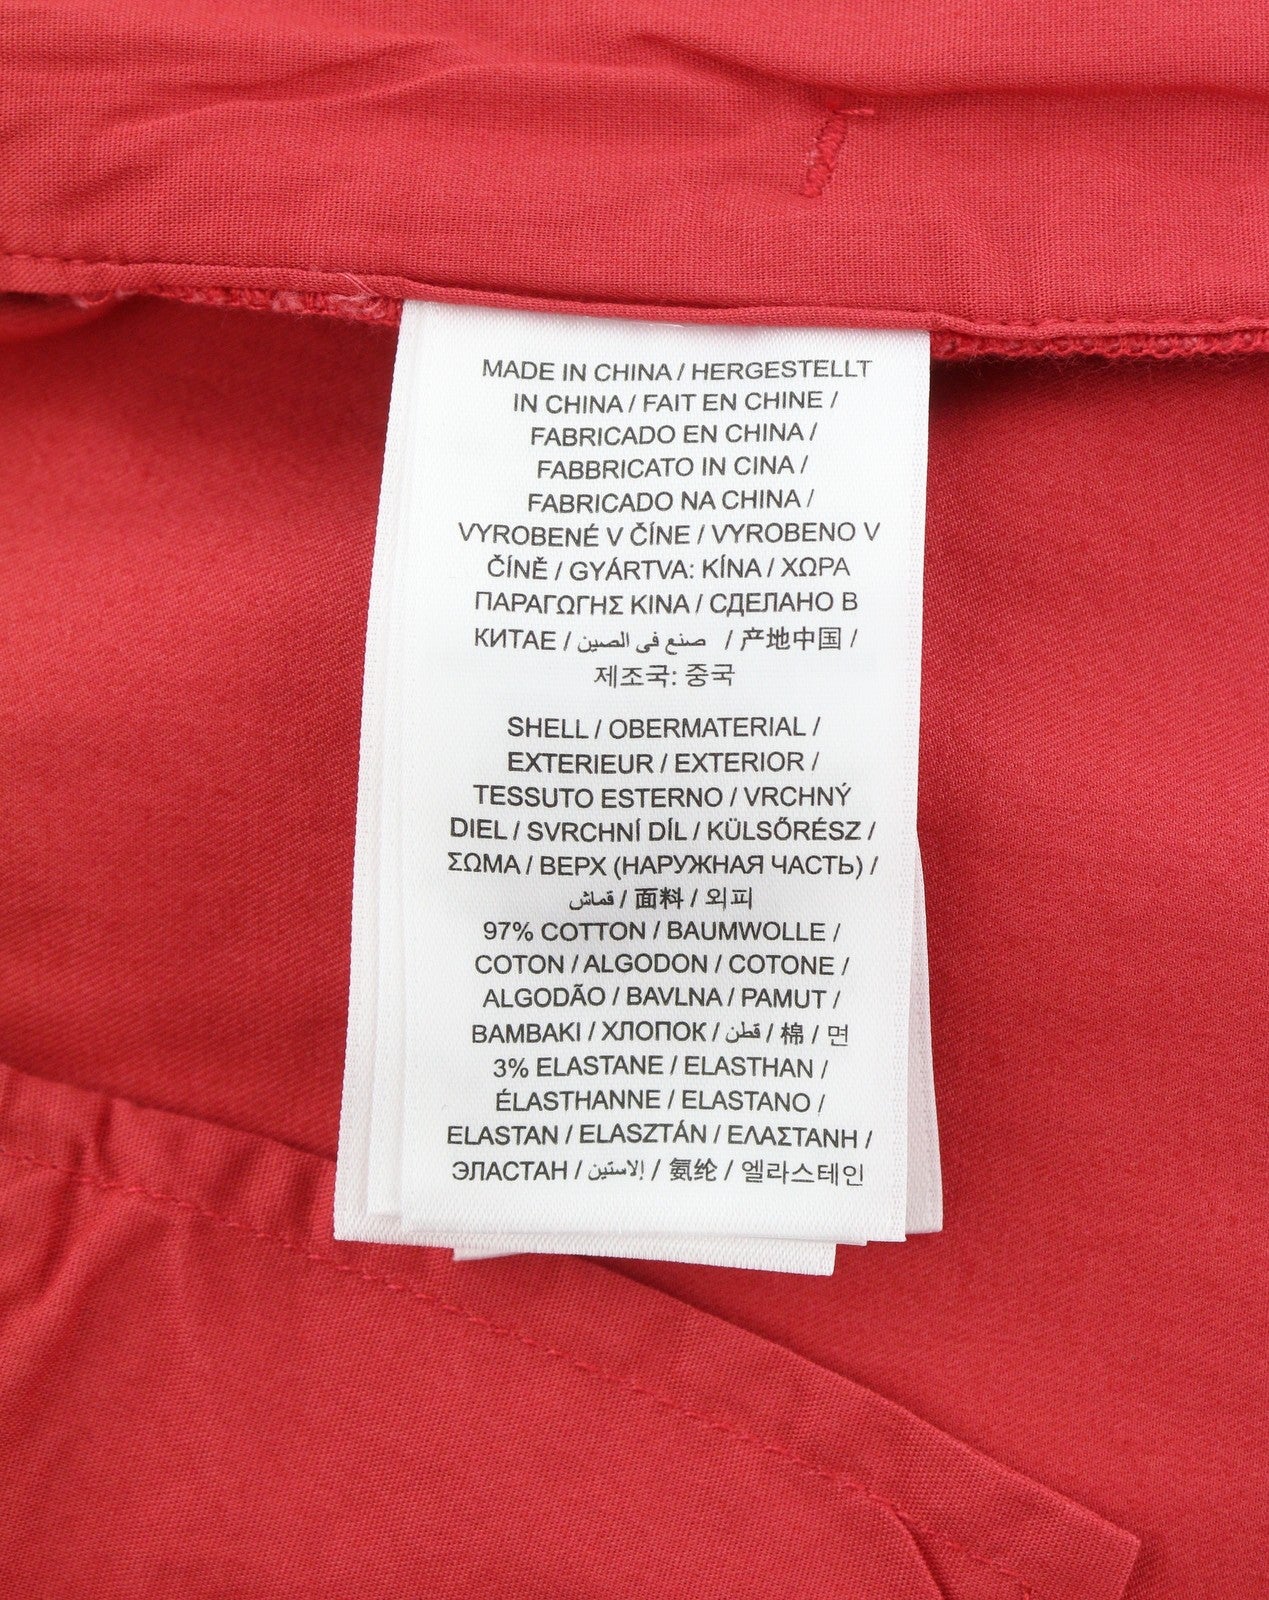 MADE IN CHINA / HERGESTELLT
IN CHINA / FAIT EN CHINE /
FABRICADO EN CHINA /
FABBRICATO IN CINA /
FABRICADO NA CHINA /
VYROBENÉ V ČÍNE / VYROBENO V
ČÍNĚ / GYÁRTVA: KÍNA / ΧΩΡΑ
ΠΑΡΑΓΩΓΗΣ ΚΙΝΑ / СДЕЛАНО В
КИТАЕ / صنع فى الصين / 产地中国 /
제조국: 중국
SHELL / OBERMATERIAL /
EXTERIEUR / EXTERIOR /
TESSUTO ESTERNO / VRCHNÝ
DIEL / SVRCHNÍ DÍL / KÜLSŐRÉSZ /
ΣΩΜΑ / ВЕРХ (НАРУЖНАЯ ЧАСТЬ) /
قماش / 面料 / 외피
97% COTTON / BAUMWOLLE /
COTON / ALGODON / COTONE /
ALGODÃO / BAVLNA / PAMUT /
BAMBAKI / ХЛОПОК / قطن / 棉 / 면
3% ELASTANE / ELASTHAN /
ÉLASTHANNE / ELASTANO /
ELASTAN / ELASZTÁN / ΕΛΑΣΤΑΝΗ /
ЭЛАСТАН / الاستين / 氨纶 / 엘라스테인